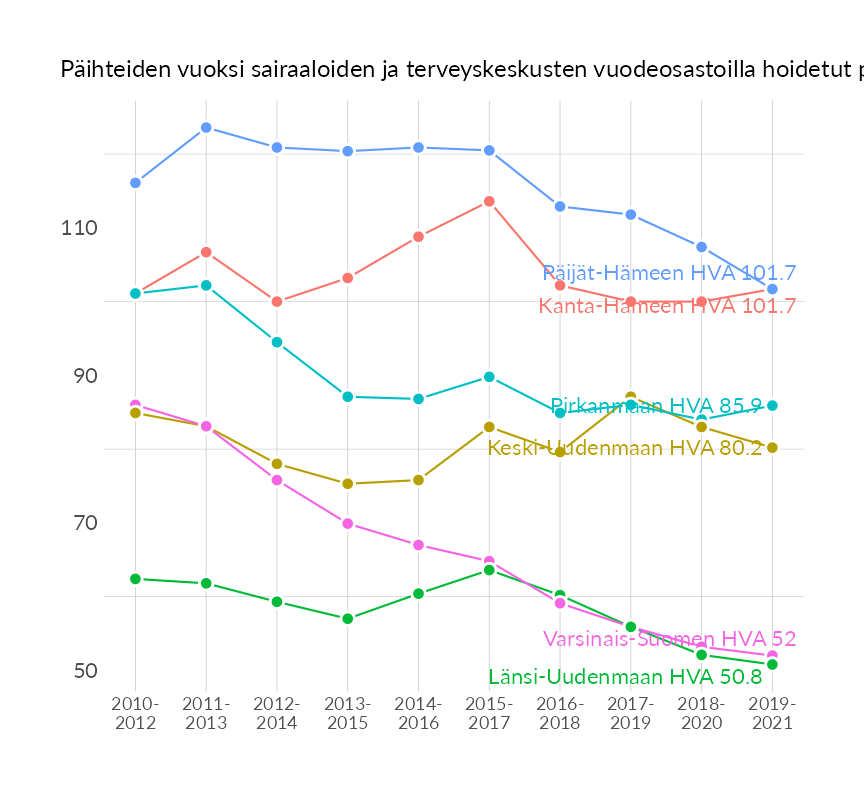 Päihteiden vuoksi sairaaloiden ja terveyskeskusten vuodeosastoilla hoidetut
110
Päijät-Hämeen HVA 101.7
Kanta-Hämeen HVA 101.7
90
Pirkanmaan HVA 85.9
Keski-Uudenmaan HVA 80.2
70
Varsinais-Suomen HVA 52
50
Länsi-Uudenmaan HVA 50.8
2010- 2011- 2012- 2013- 2014- 2015- 2016- 2017- 2018- 2019-
2012 2013 2014 2015 2016 2017 2018 2019 2020 2021